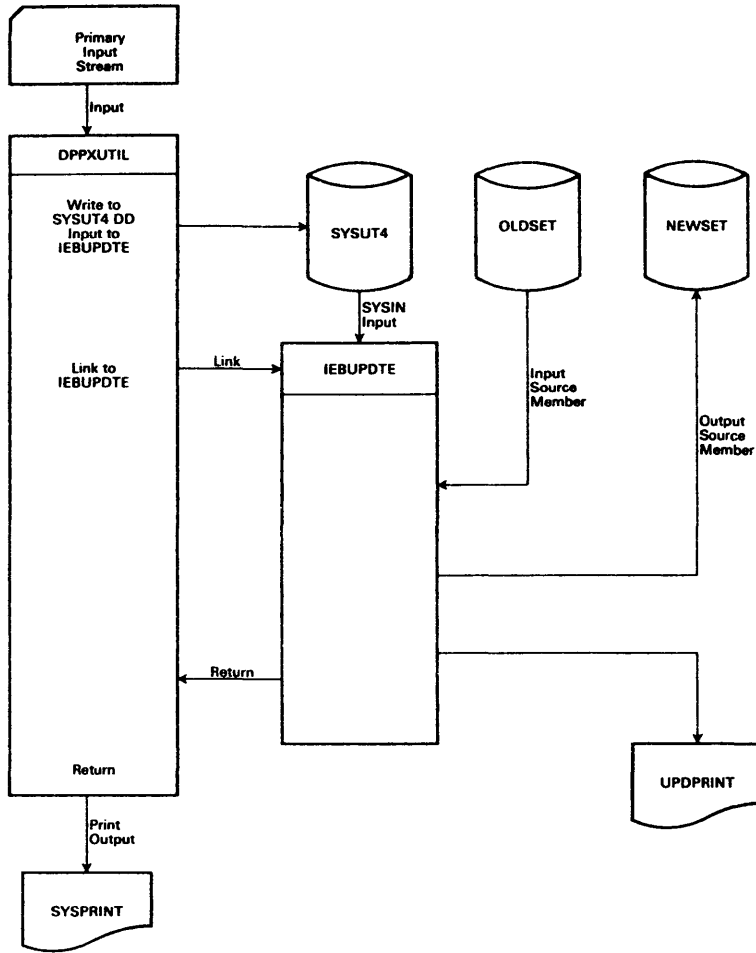 Primary
Input
Stream
Input
DPPXUTIL
Write to
SYSUT4 DD
Input to
IEBUPDTE
SYSUT4
OLDSET
NEWSET
SYSIN
Input
Link to
IEBUPDTE
Link
IEBUPDTE
Input
Source
Member
Output
Source
Member
Return
Return
UPDPRINT
Print
Output
SYSPRINT